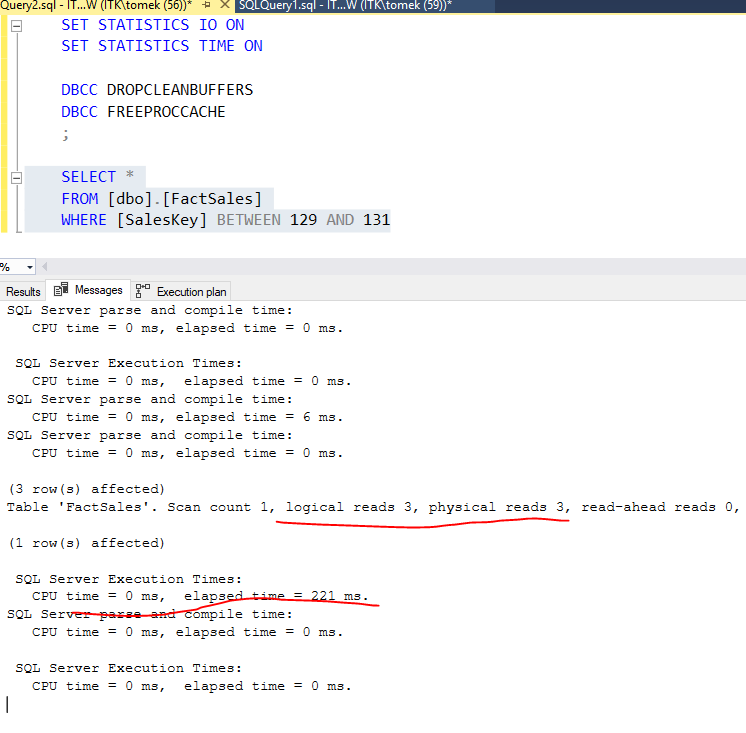 Query2.sql - IT...W (ITK\tomek (56))* SQLQuery1.sql - IT...W (ITK\tomek (59))*
SET STATISTICS IO ON
SET STATISTICS TIME ON
DBCC DROPCLEANBUFFERS
DBCC FREEPROCCACHE
;
SELECT *
FROM [dbo].[FactSales]
WHERE [SalesKey] BETWEEN 129 AND 131
%
Results Messages Execution plan
SQL Server parse and compile time:
CPU time = 0 ms, elapsed time = 0 ms.
SQL Server Execution Times:
CPU time = 0 ms, elapsed time = 0 ms.
SQL Server parse and compile time:
CPU time = 0 ms, elapsed time = 6 ms.
SQL Server parse and compile time:
CPU time = 0 ms, elapsed time = 0 ms.
(3 row(s) affected)
Table 'FactSales'. Scan count 1, logical reads 3, physical reads 3, read-ahead reads 0,
(1 row(s) affected)
SQL Server Execution Times:
CPU time = 0 ms, elapsed time = 221 ms.
SQL Server parse and compile time:
CPU time = 0 ms, elapsed time = 0 ms.
SQL Server Execution Times:
CPU time = 0 ms, elapsed time = 0 ms.